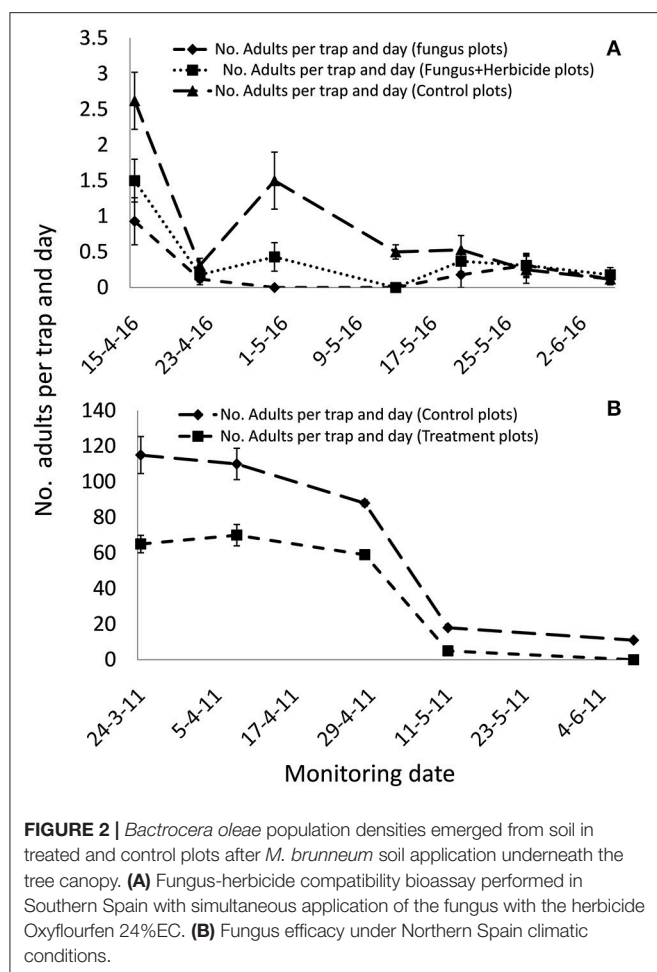 3.5
3
2.5
2
1.5
1
0.5
0
A
No. Adults per trap and day (fungus plots)
No. Adults per trap and day (Fungus+Herbicide plots)
No. Adults per trap and day (Control plots)
15-4-16
23-4-16
1-5-16
9-5-16
17-5-16
25-5-16
2-6-16
No. adults per trap and day
140
120
100
80
60
40
20
0
B
No. Adults per trap and day (Control plots)
No. Adults per trap and day (Treatment plots)
24-3-11
5-4-11
17-4-11
29-4-11
11-5-11
23-5-11
4-6-11
Monitoring date
FIGURE 2 | Bactrocera oleae population densities emerged from soil in
treated and control plots after M. brunneum soil application underneath the
tree canopy. (A) Fungus-herbicide compatibility bioassay performed in
Southern Spain with simultaneous application of the fungus with the herbicide
Oxyflourfen 24%EC. (B) Fungus efficacy under Northern Spain climatic
conditions.